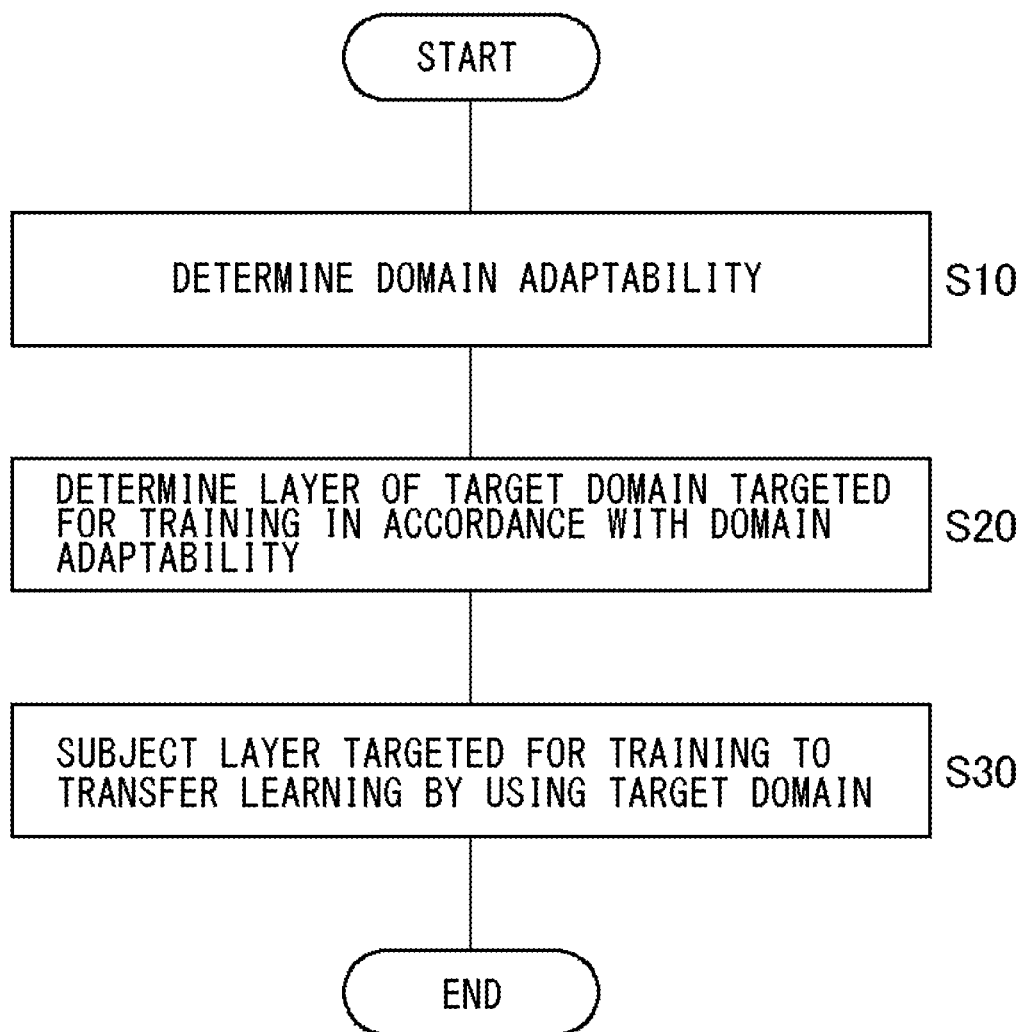 START
DETERMINE DOMAIN ADAPTABILITY
S10
DETERMINE LAYER OF TARGET DOMAIN TARGETED
FOR TRAINING IN ACCORDANCE WITH DOMAIN
ADAPTABILITY
S20
SUBJECT LAYER TARGETED FOR TRAINING TO
TRANSFER LEARNING BY USING TARGET DOMAIN
S30
END